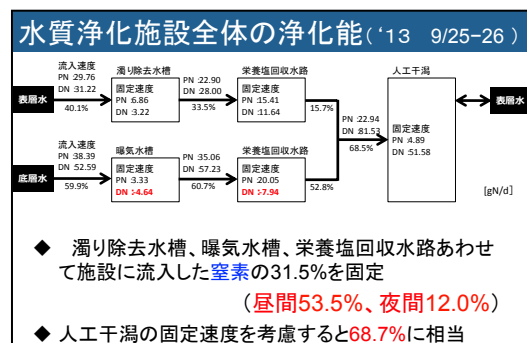 水質浄化施設全体の浄化能(‘13 9/25-26 )
流入速度
PN :29.76
DN :31.22
表層水
40.1%
濁り除去水槽
固定速度
PN :6.86
DN :3.22
PN :22.90
DN :28.00
33.5%
栄養塩回収水路
固定速度
PN :15.41
DN :11.64
15.7%
人工干潟
PN :22.94
DN :81.53
68.5%
固定速度
PN :4.89
DN :51.58
表層水
流入速度
PN :38.39
DN :52.59
底層水
59.9%
曝気水槽
固定速度
PN :3.33
DN :-4.64
PN :35.06
DN :57.23
60.7%
栄養塩回収水路
固定速度
PN :20.05
DN :-7.94
52.8%
[gN/d]
◆ 濁り除去水槽、曝気水槽、栄養塩回収水路あわせ
て施設に流入した窒素の31.5%を固定
(昼間53.5%、夜間12.0%)
◆ 人工干潟の固定速度を考慮すると68.7%に相当